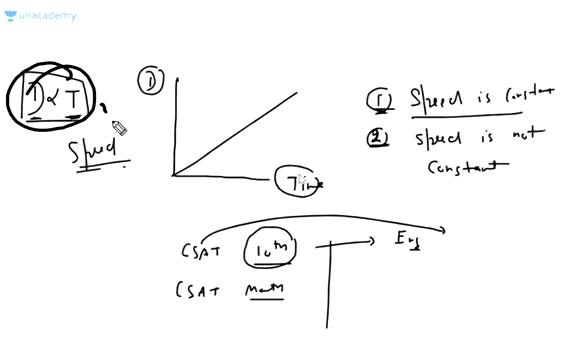 unacademy
D ∝ T,
Speed
D
Time
1) Speed is constant
2) Speed is not
constant
CSAT 10th → Eng
CSAT Math